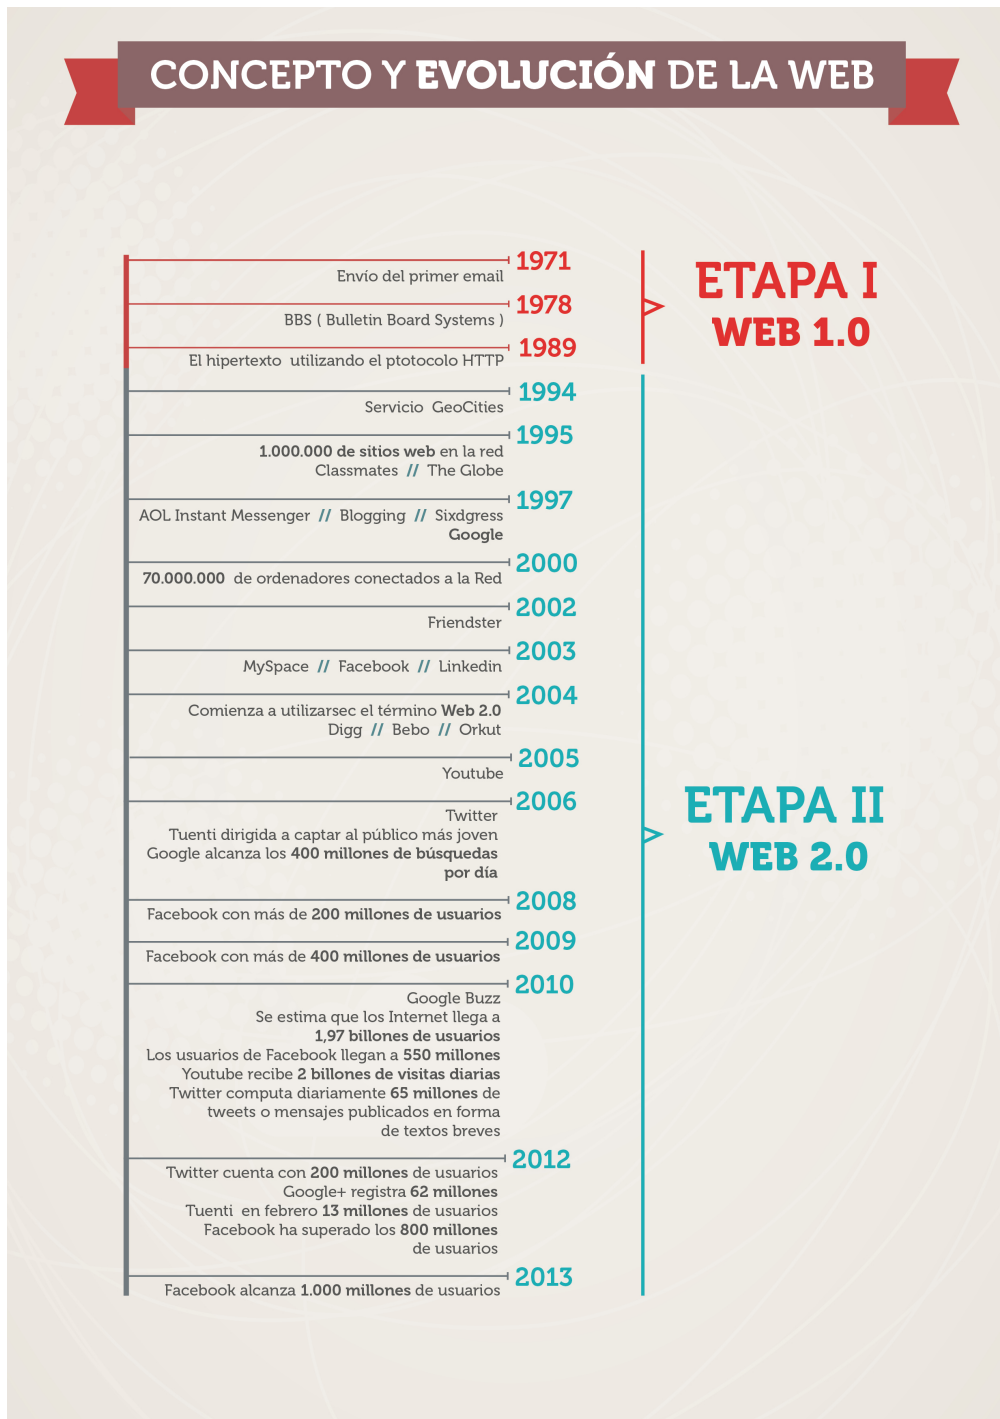 CONCEPTO Y EVOLUCIÓN DE LA WEB
1971
Envío del primer email
1978
BBS ( Bulletin Board Systems )
1989
El hipertexto utilizando el ptotocolo HTTP
ETAPA I
WEB 1.0
1994
Servicio GeoCities
1995
1.000.000 de sitios web en la red
Classmates // The Globe
1997
AOL Instant Messenger // Blogging // Sixdgress
Google
2000
70.000.000 de ordenadores conectados a la Red
2002
Friendster
2003
MySpace // Facebook // Linkedin
2004
Comienza a utilizarsec el término Web 2.0
Digg // Bebo // Orkut
2005
Youtube
2006
Twitter
Tuenti dirigida a captar al público más joven
Google alcanza los 400 millones de búsquedas
por día
2008
Facebook con más de 200 millones de usuarios
2009
Facebook con más de 400 millones de usuarios
2010
Google Buzz
Se estima que los Internet llega a
1,97 billones de usuarios
Los usuarios de Facebook llegan a 550 millones
Youtube recibe 2 billones de visitas diarias
Twitter computa diariamente 65 millones de
tweets o mensajes publicados en forma
de textos breves
2012
Twitter cuenta con 200 millones de usuarios
Google+ registra 62 millones
Tuenti en febrero 13 millones de usuarios
Facebook ha superado los 800 millones
de usuarios
2013
Facebook alcanza 1.000 millones de usuarios
ETAPA II
WEB 2.0